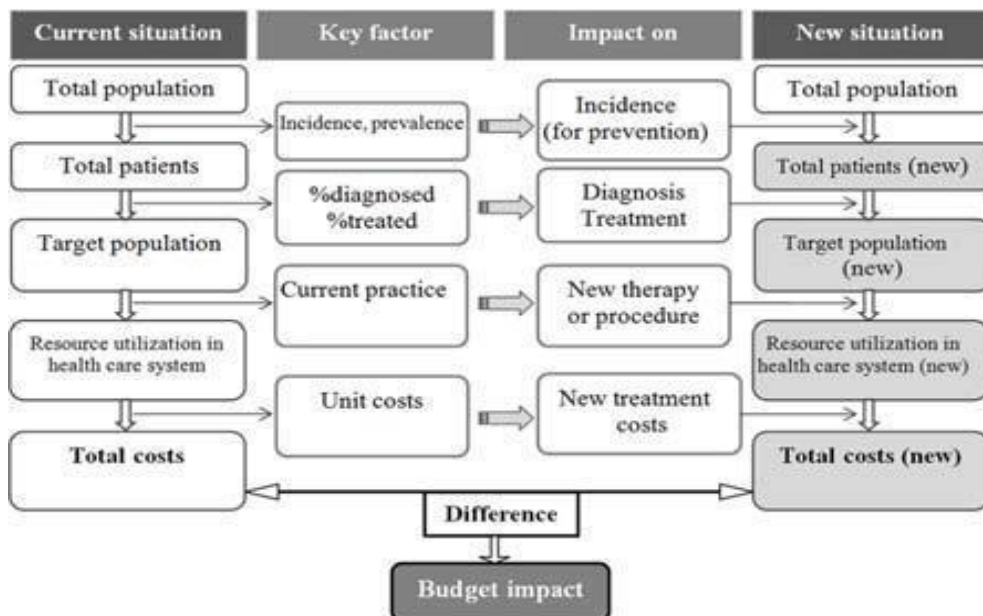 Current situation
Key factor
Impact on
New situation
Total population
Total population
Incidence, prevalence
Incidence
(for prevention)
Total patients
Total patients (new)
%diagnosed
%treated
Diagnosis
Treatment
Target population
Target population
(new)
Current practice
New therapy
or procedure
Resource utilization in
health care system
Resource utilization in
health care system (new)
Unit costs
New treatment
costs
Total costs
Total costs (new)
Difference
Budget impact